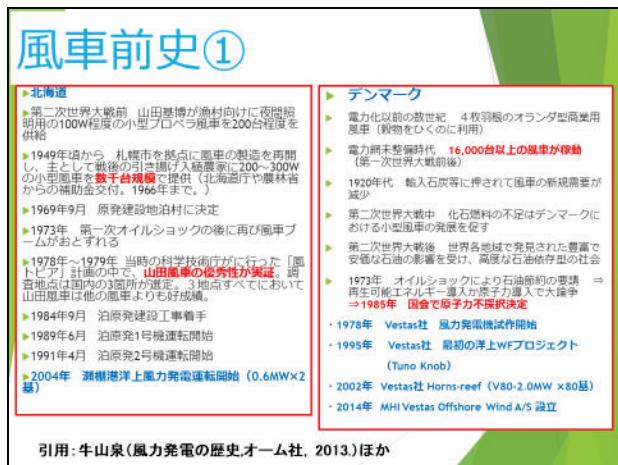 風車前史①
▶北海道
▶第二次世界大戦前　山田基博が漁村向けに夜間照
明用の100W程度の小型プロペラ風車を200台程度を
供給
▶1949年頃から　札幌市を拠点に風車の製造を再開
し、主として戦後の引き揚げ入植農家に200～300W
の小型風車を数千台規模で提供（北海道庁や農林省
からの補助金交付。1966年まで。）
▶1969年9月　原発建設地泊村に決定
▶1973年　第一次オイルショックの後に再び風車ブ
ームがおとずれる
▶1978年～1979年 当時の科学技術庁がに行った「風
トピア」計画の中で、山田風車の優秀性が実証。調
査地点は国内の3箇所が選定。３地点すべてにおいて
山田風車は他の風車よりも好成績。
▶1984年9月　泊原発建設工事着手
▶1989年6月　泊原発1号機運転開始
▶1991年4月　泊原発2号機運転開始
▶2004年　瀬棚港洋上風力発電運転開始（0.6MW×2
基）
▶ デンマーク
▶ 電力化以前の数世紀　４枚羽根のオランダ型商業用
風車（穀物をひくのに利用）
▶ 電力網未整備時代　16,000台以上の風車が稼動
（第一次世界大戦前後）
▶ 1920年代　輸入石炭等に押されて風車の新規需要が
減少
▶ 第二次世界大戦中　化石燃料の不足はデンマークに
おける小型風車の発展を促す
▶ 第二次世界大戦後　世界各地域で発見された豊富で
安価な石油の影響を受け、高度な石油依存型の社会
▶ 1973年　オイルショックにより石油節約の要請　⇒
再生可能エネルギー導入か原子力導入で大論争
⇒1985年　国会で原子力不採択決定
・1978年　Vestas社　風力発電機試作開始
・1995年　Vestas社　最初の洋上WFプロジェクト
（Tuno Knob）
・2002年　Vestas社 Horns-reef（V80-2.0MW ×80基）
・2014年　MHI Vestas Offshore Wind A/S 設立
引用：牛山泉（風力発電の歴史,オーム社，2013.）ほか